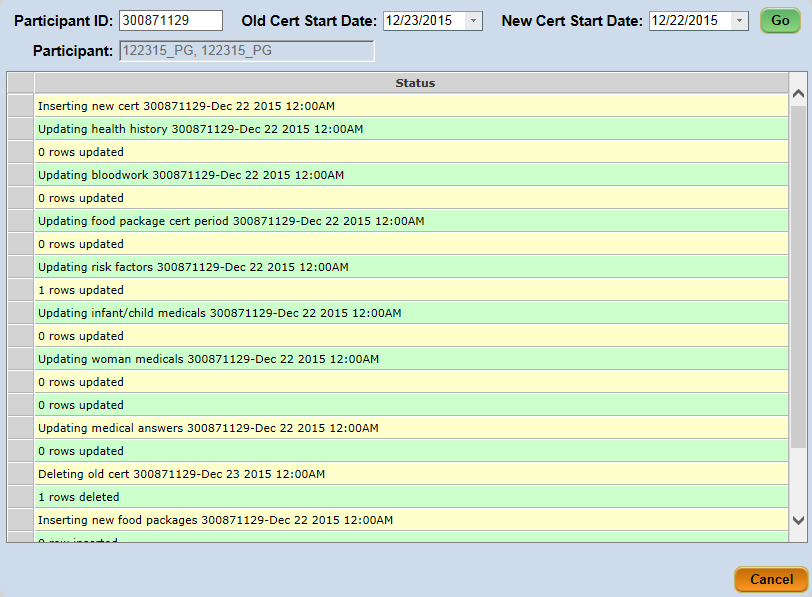 Participant ID: 300871129 Old Cert Start Date: 12/23/2015 New Cert Start Date: 12/22/2015 Go
Participant: 122315_PG, 122315_PG
Status
Inserting new cert 300871129-Dec 22 2015 12:00AM
Updating health history 300871129-Dec 22 2015 12:00AM
0 rows updated
Updating bloodwork 300871129-Dec 22 2015 12:00AM
0 rows updated
Updating food package cert period 300871129-Dec 22 2015 12:00AM
0 rows updated
Updating risk factors 300871129-Dec 22 2015 12:00AM
1 rows updated
Updating infant/child medicals 300871129-Dec 22 2015 12:00AM
0 rows updated
Updating woman medicals 300871129-Dec 22 2015 12:00AM
0 rows updated
0 rows updated
Updating medical answers 300871129-Dec 22 2015 12:00AM
0 rows updated
Deleting old cert 300871129-Dec 23 2015 12:00AM
1 rows deleted
Inserting new food packages 300871129-Dec 22 2015 12:00AM
0 row inserted
Cancel